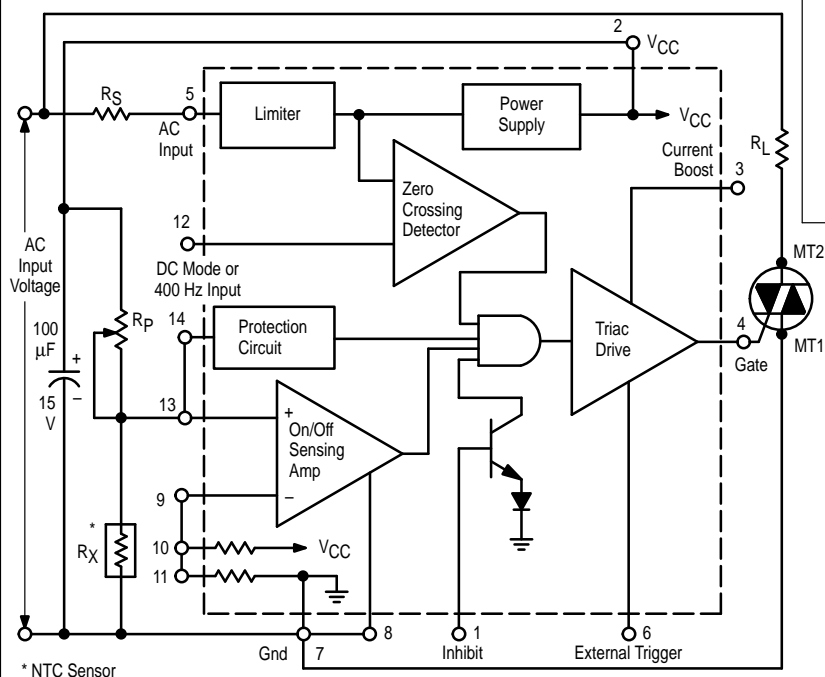 2
VCC
RS
5
AC
Input
Limiter
Power
Supply
VCC
Current
Boost
3
RL
Zero
Crossing
Detector
12
DC Mode or
400 Hz Input
AC
Input
Voltage
MT2
14
Protection
Circuit
RP
100
µF
+
15
V
–
Triac
Drive
4
Gate
MT1
13
+
On/Off
Sensing
Amp
–
9
*
RX
10
VCC
11
Gnd
7
8
1
Inhibit
6
External Trigger
* NTC Sensor